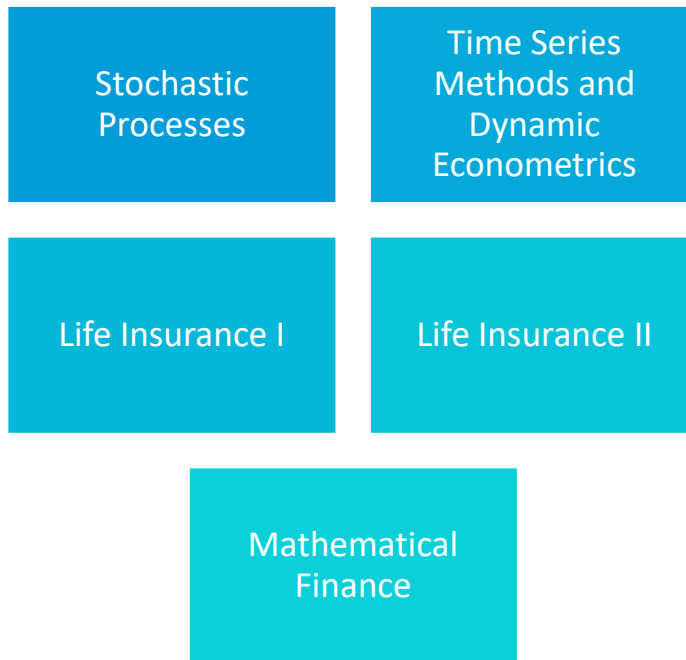 Stochastic
Processes
Time Series
Methods and
Dynamic
Econometrics
Life Insurance I
Life Insurance II
Mathematical
Finance